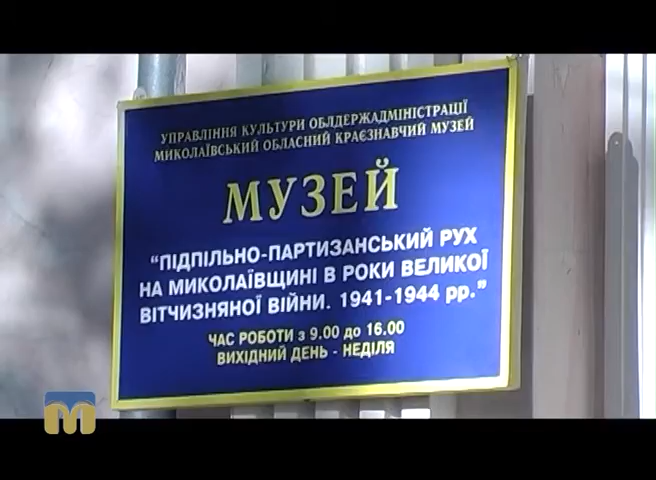 УПРАВЛІННЯ КУЛЬТУРИ ОБЛДЕРЖАДМІНІСТРАЦІЇ
МИКОЛАЇВСЬКИЙ ОБЛАСНИЙ КРАЄЗНАВЧИЙ МУЗЕЙ
МУЗЕЙ
“ПІДПІЛЬНО-ПАРТИЗАНСЬКИЙ РУХ
НА МИКОЛАЇВЩИНІ В РОКИ ВЕЛИКОЇ
ВІТЧИЗНЯНОЇ ВІЙНИ. 1941-1944 рр.”
ЧАС РОБОТИ з 9.00 до 16.00
ВИХІДНИЙ ДЕНЬ - НЕДІЛЯ
М